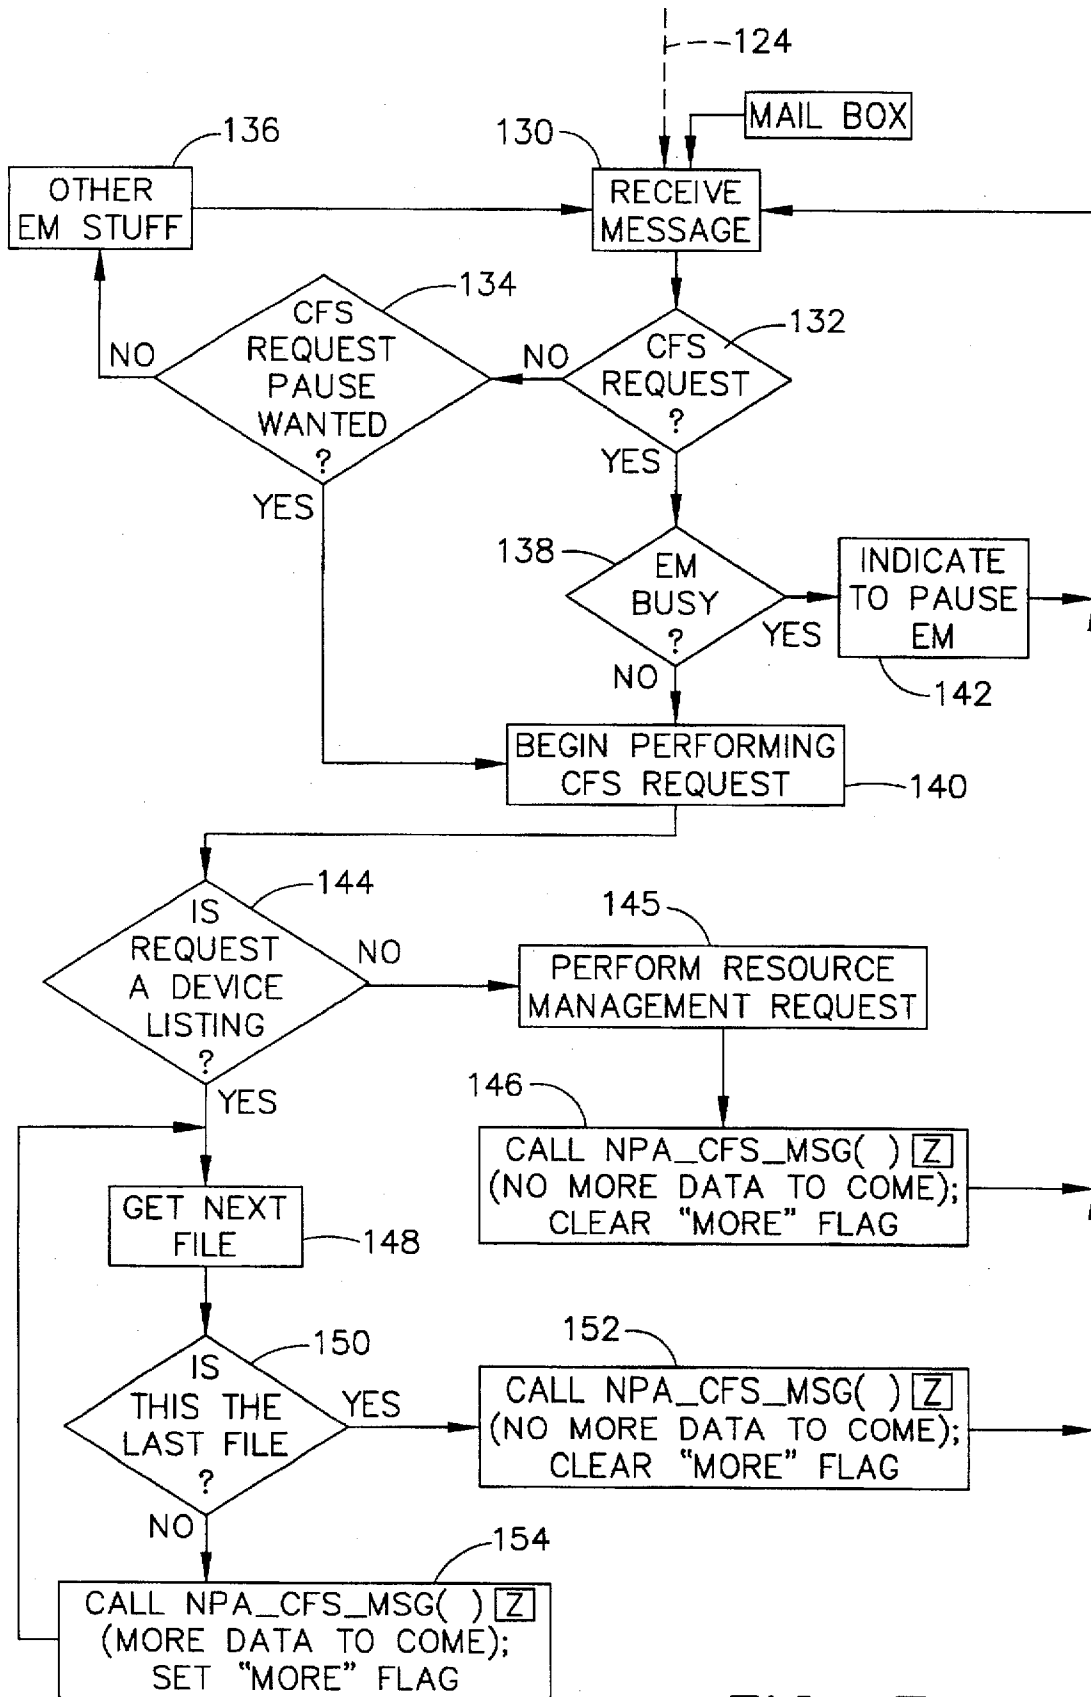 124
MAIL BOX
136
130
OTHER
EM STUFF
RECEIVE
MESSAGE
134
132
CFS
REQUEST
PAUSE
WANTED
?
NO
NO
CFS
REQUEST
?
YES
YES
138
EM
BUSY
?
YES
NO
INDICATE
TO PAUSE
EM
142
BEGIN PERFORMING
CFS REQUEST
140
144
IS
REQUEST
A DEVICE
LISTING
?
NO
YES
145
PERFORM RESOURCE
MANAGEMENT REQUEST
146
CALL NPA_CFS_MSG( ) Z
(NO MORE DATA TO COME);
CLEAR "MORE" FLAG
GET NEXT
FILE
148
150
IS
THIS THE
LAST FILE
?
YES
NO
152
CALL NPA_CFS_MSG( ) Z
(NO MORE DATA TO COME);
CLEAR "MORE" FLAG
154
CALL NPA_CFS_MSG( ) Z
(MORE DATA TO COME);
SET "MORE" FLAG